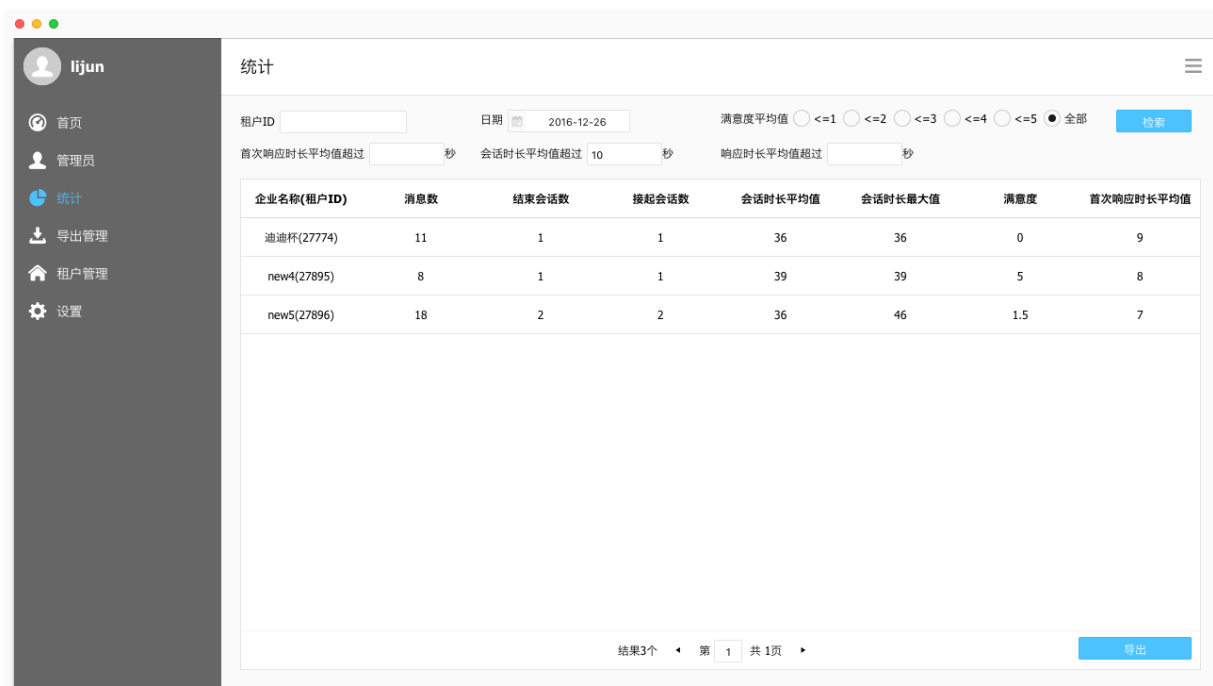 lijun
首页
管理员
统计
导出管理
租户管理
设置
统计
租户ID 日期 2016-12-26 满意度平均值 <=1 <=2 <=3 <=4 <=5 全部 检索
首次响应时长平均值超过 秒 会话时长平均值超过 10 秒 响应时长平均值超过 秒
企业名称(租户ID) 消息数 结束会话数 接起会话数 会话时长平均值 会话时长最大值 满意度 首次响应时长平均值
迪迪杯(27774) 11 1 1 36 36 0 9
new4(27895) 8 1 1 39 39 5 8
new5(27896) 18 2 2 36 46 1.5 7
结果3个 第 1 共 1页 导出